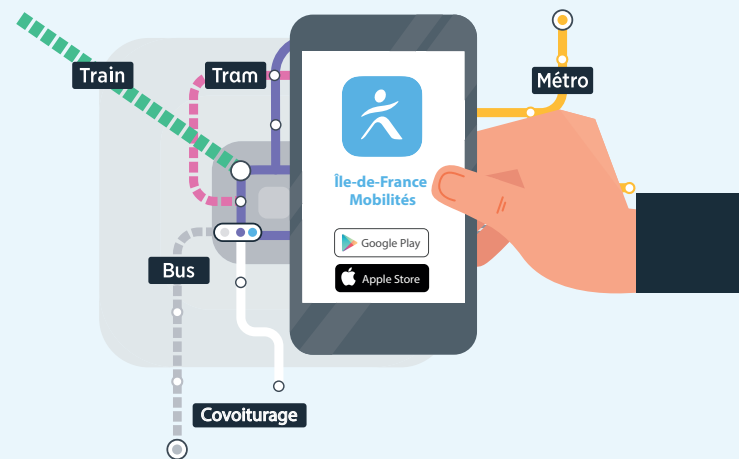 Train
Tram
Métro
Île-de-France
Mobilités
Google Play
Apple Store
Bus
Covoiturage